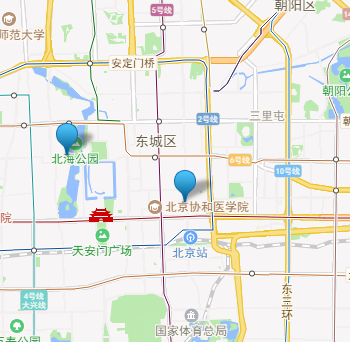 5号线
朝阳区
师范大学
安定门桥
朝阳公
2号线
三里屯
东城区
北海公园
6号线
10号线
北京协和医学院
院
天安门广场
北京站
东三环
4号线
大兴线
国家体育总局